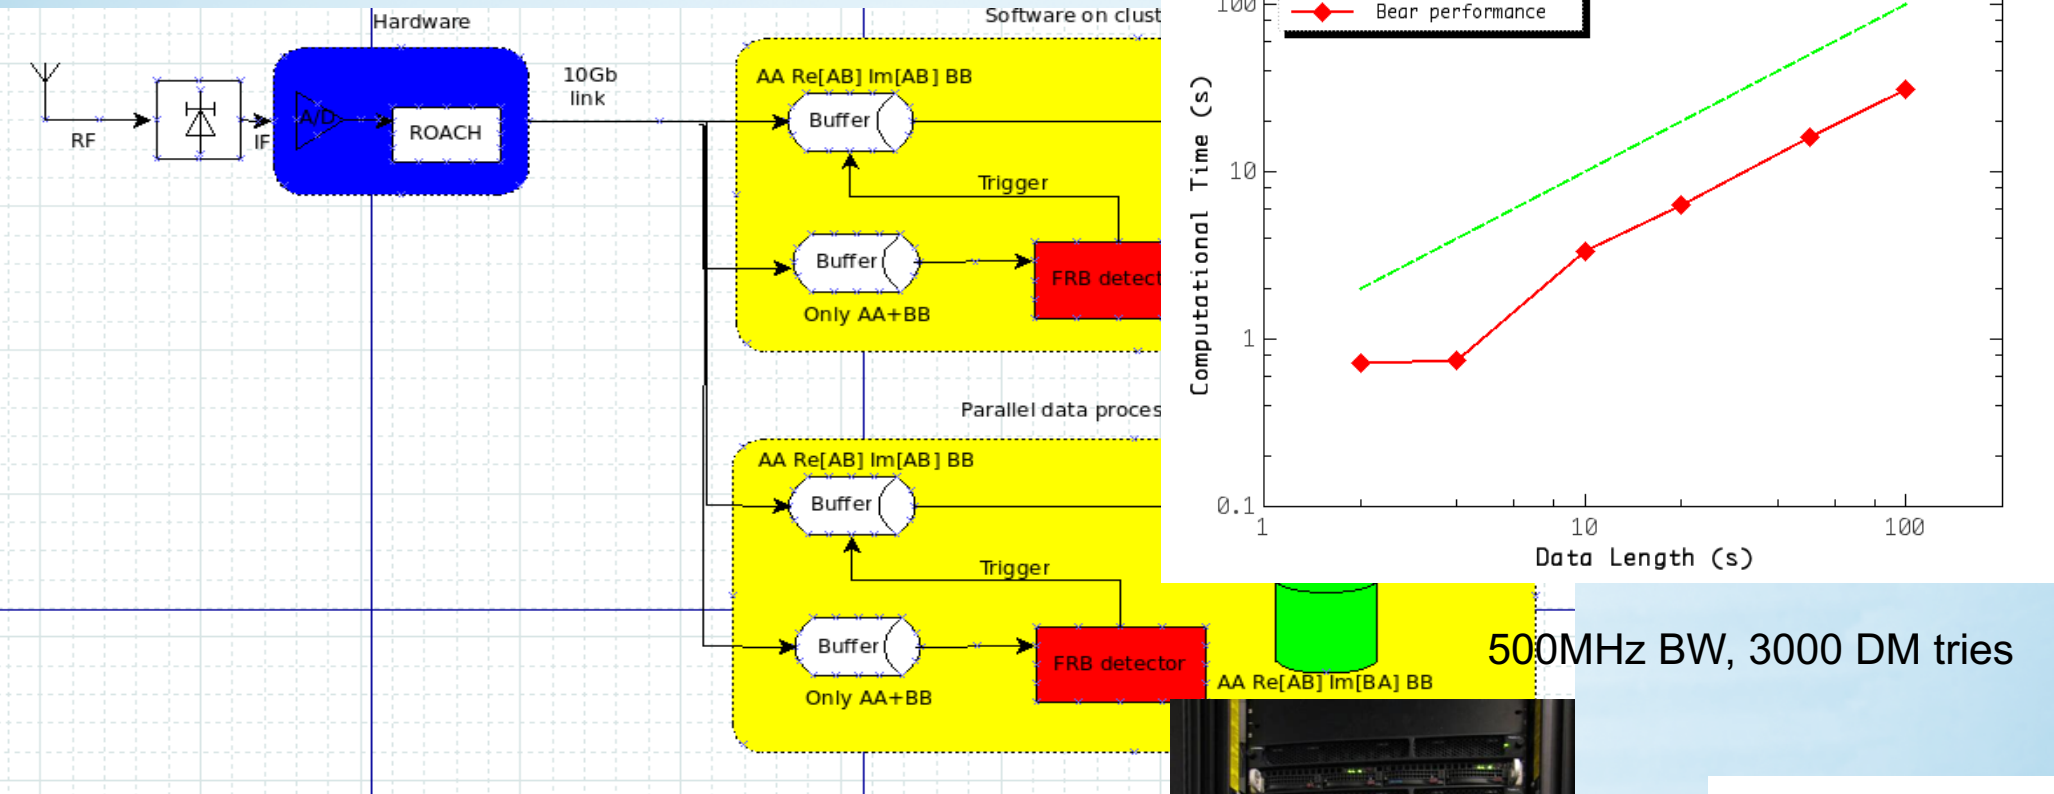 Hardware
RF
IF
A/D
ROACH
10Gb
link
Software on clust
AA Re[AB] Im[AB] BB
Buffer
Trigger
Buffer
FRB detect
Only AA+BB
Parallel data proces
AA Re[AB] Im[AB] BB
Buffer
Trigger
Buffer
FRB detector
Only AA+BB
AA Re[AB] Im[BA] BB
Bear performance
Computational Time (s)
100
10
1
0.1
1
10
100
Data Length (s)
500MHz BW, 3000 DM tries